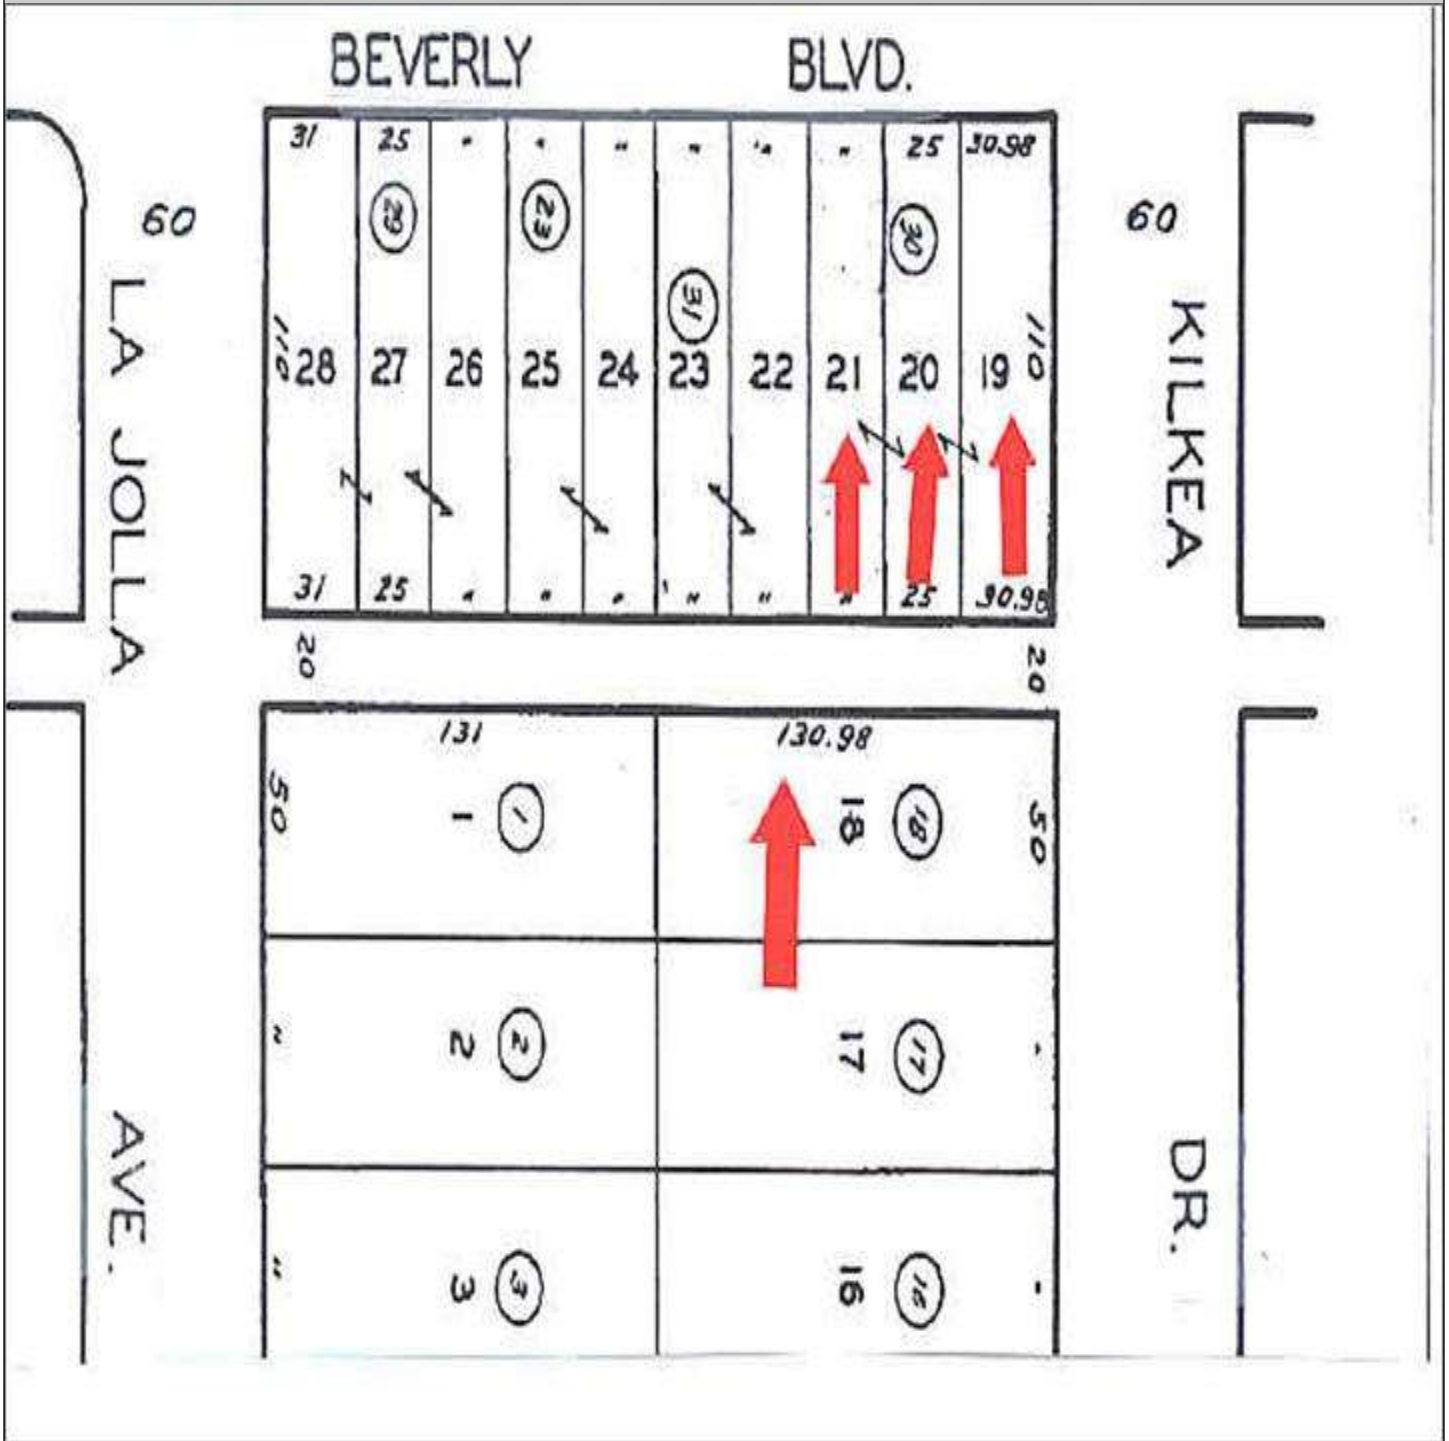 BEVERLY BLVD.
31 25 " " " " " " 25 30.98
60
60
29 23 30
31
LA JOLLA AVE.
KILKEA DR.
110 28 27 26 25 24 23 22 21 20 19 110
31 25 " " " " " " 25 30.98
20 20
131 130.98
50 1 1 18 18 50
" 2 2 17 17 "
" 3 3 16 16 "